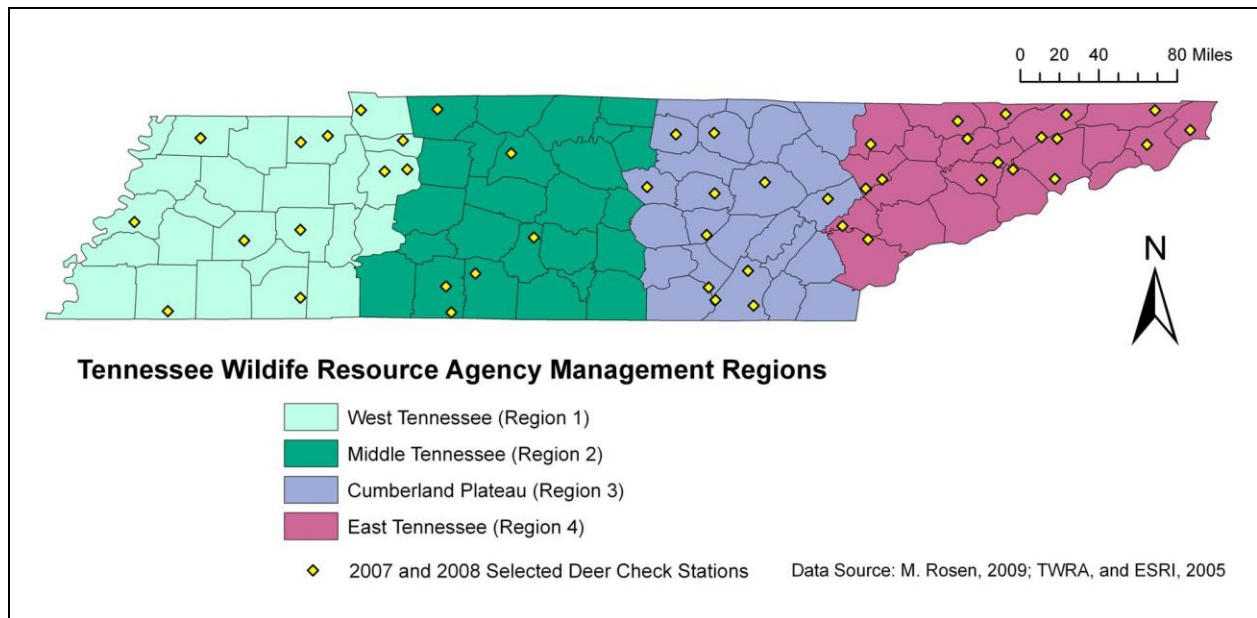 0 20 40 80 Miles
N
Tennessee Wildlife Resource Agency Management Regions
West Tennessee (Region 1)
Middle Tennessee (Region 2)
Cumberland Plateau (Region 3)
East Tennessee (Region 4)
2007 and 2008 Selected Deer Check Stations
Data Source: M. Rosen, 2009; TWRA, and ESRI, 2005